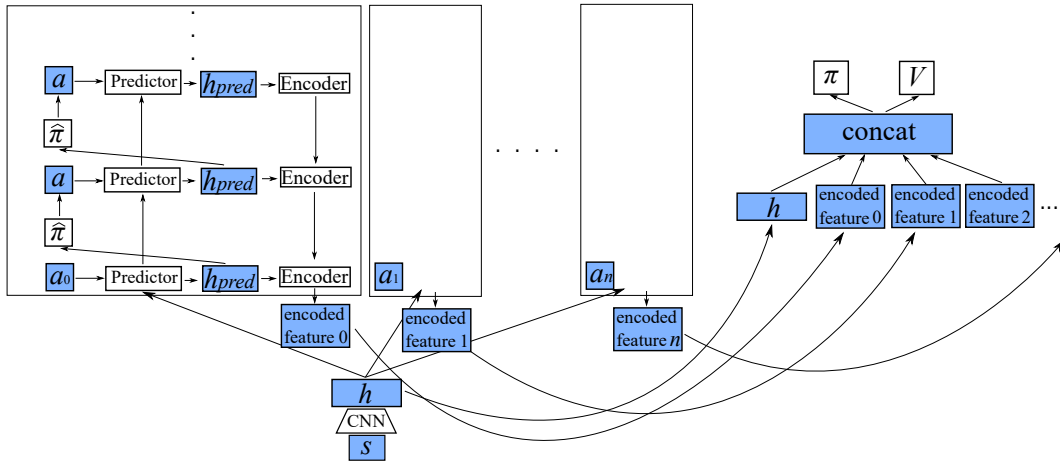 a
Predictor
hpred
Encoder
π̂
a
Predictor
hpred
Encoder
π̂
a0
Predictor
hpred
Encoder
encoded
feature 0
. . . .
a1
encoded
feature 1
an
encoded
feature n
h
CNN
s
π
V
concat
h
encoded
feature 0
encoded
feature 1
encoded
feature 2
...